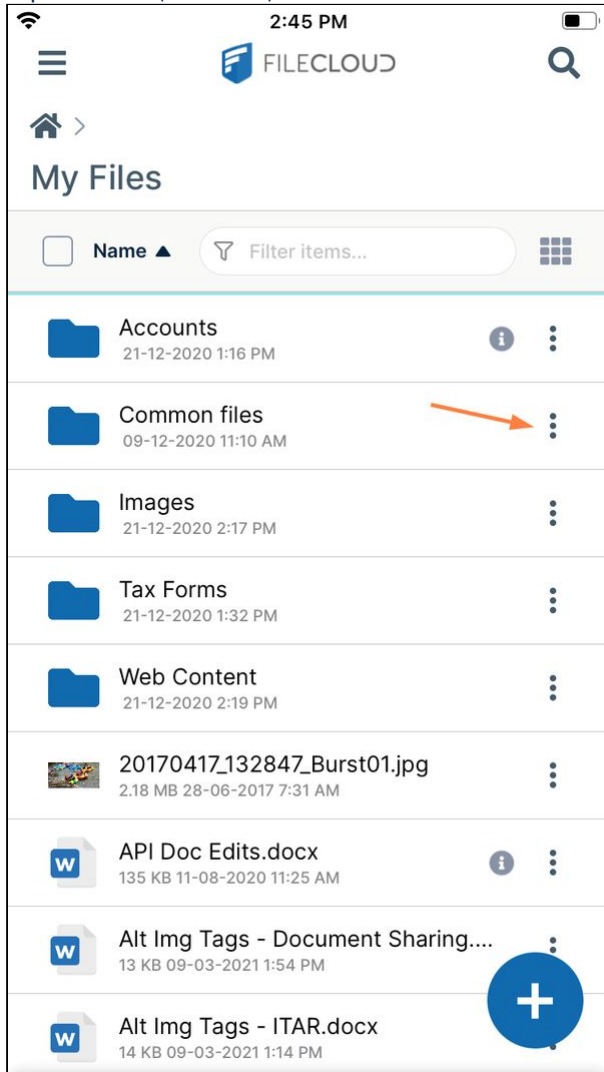 2:45 PM
FILECLOUD
My Files
Name ▲ Filter items...
Accounts
21-12-2020 1:16 PM
Common files
09-12-2020 11:10 AM
Images
21-12-2020 2:17 PM
Tax Forms
21-12-2020 1:32 PM
Web Content
21-12-2020 2:19 PM
20170417_132847_Burst01.jpg
2.18 MB 28-06-2017 7:31 AM
W
API Doc Edits.docx
135 KB 11-08-2020 11:25 AM
W
Alt Img Tags - Document Sharing....
13 KB 09-03-2021 1:54 PM
W
Alt Img Tags - ITAR.docx
14 KB 09-03-2021 1:14 PM